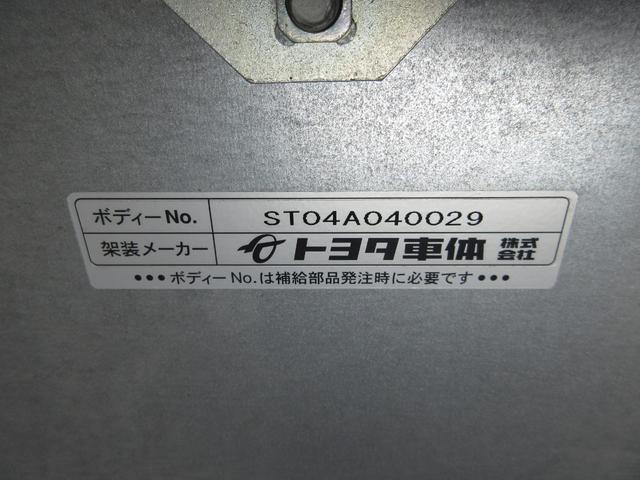 ボディーNo. ST04A040029
架装メーカー トヨタ車体 株式会社
●●●ボディーNo.は補給部品発注時に必要です●●●